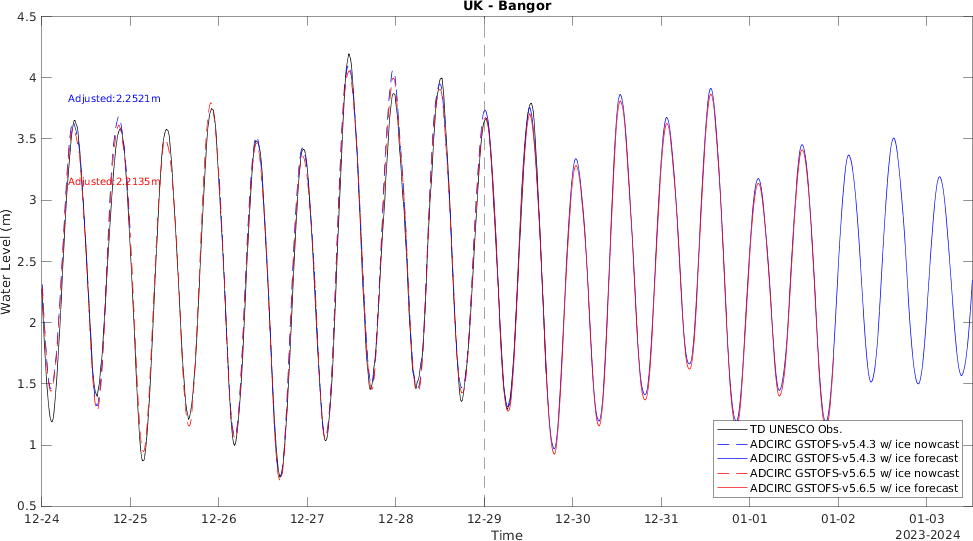 UK - Bangor
4.5
4
3.5
3
2.5
2
1.5
1
0.5
Water Level (m)
Adjusted:2.2521m
Adjusted:2.2135m
TD UNESCO Obs.
ADCIRC GSTOFS-v5.4.3 w/ ice nowcast
ADCIRC GSTOFS-v5.4.3 w/ ice forecast
ADCIRC GSTOFS-v5.6.5 w/ ice nowcast
ADCIRC GSTOFS-v5.6.5 w/ ice forecast
12-24 12-25 12-26 12-27 12-28 12-29 12-30 12-31 01-01 01-02 01-03
Time
2023-2024